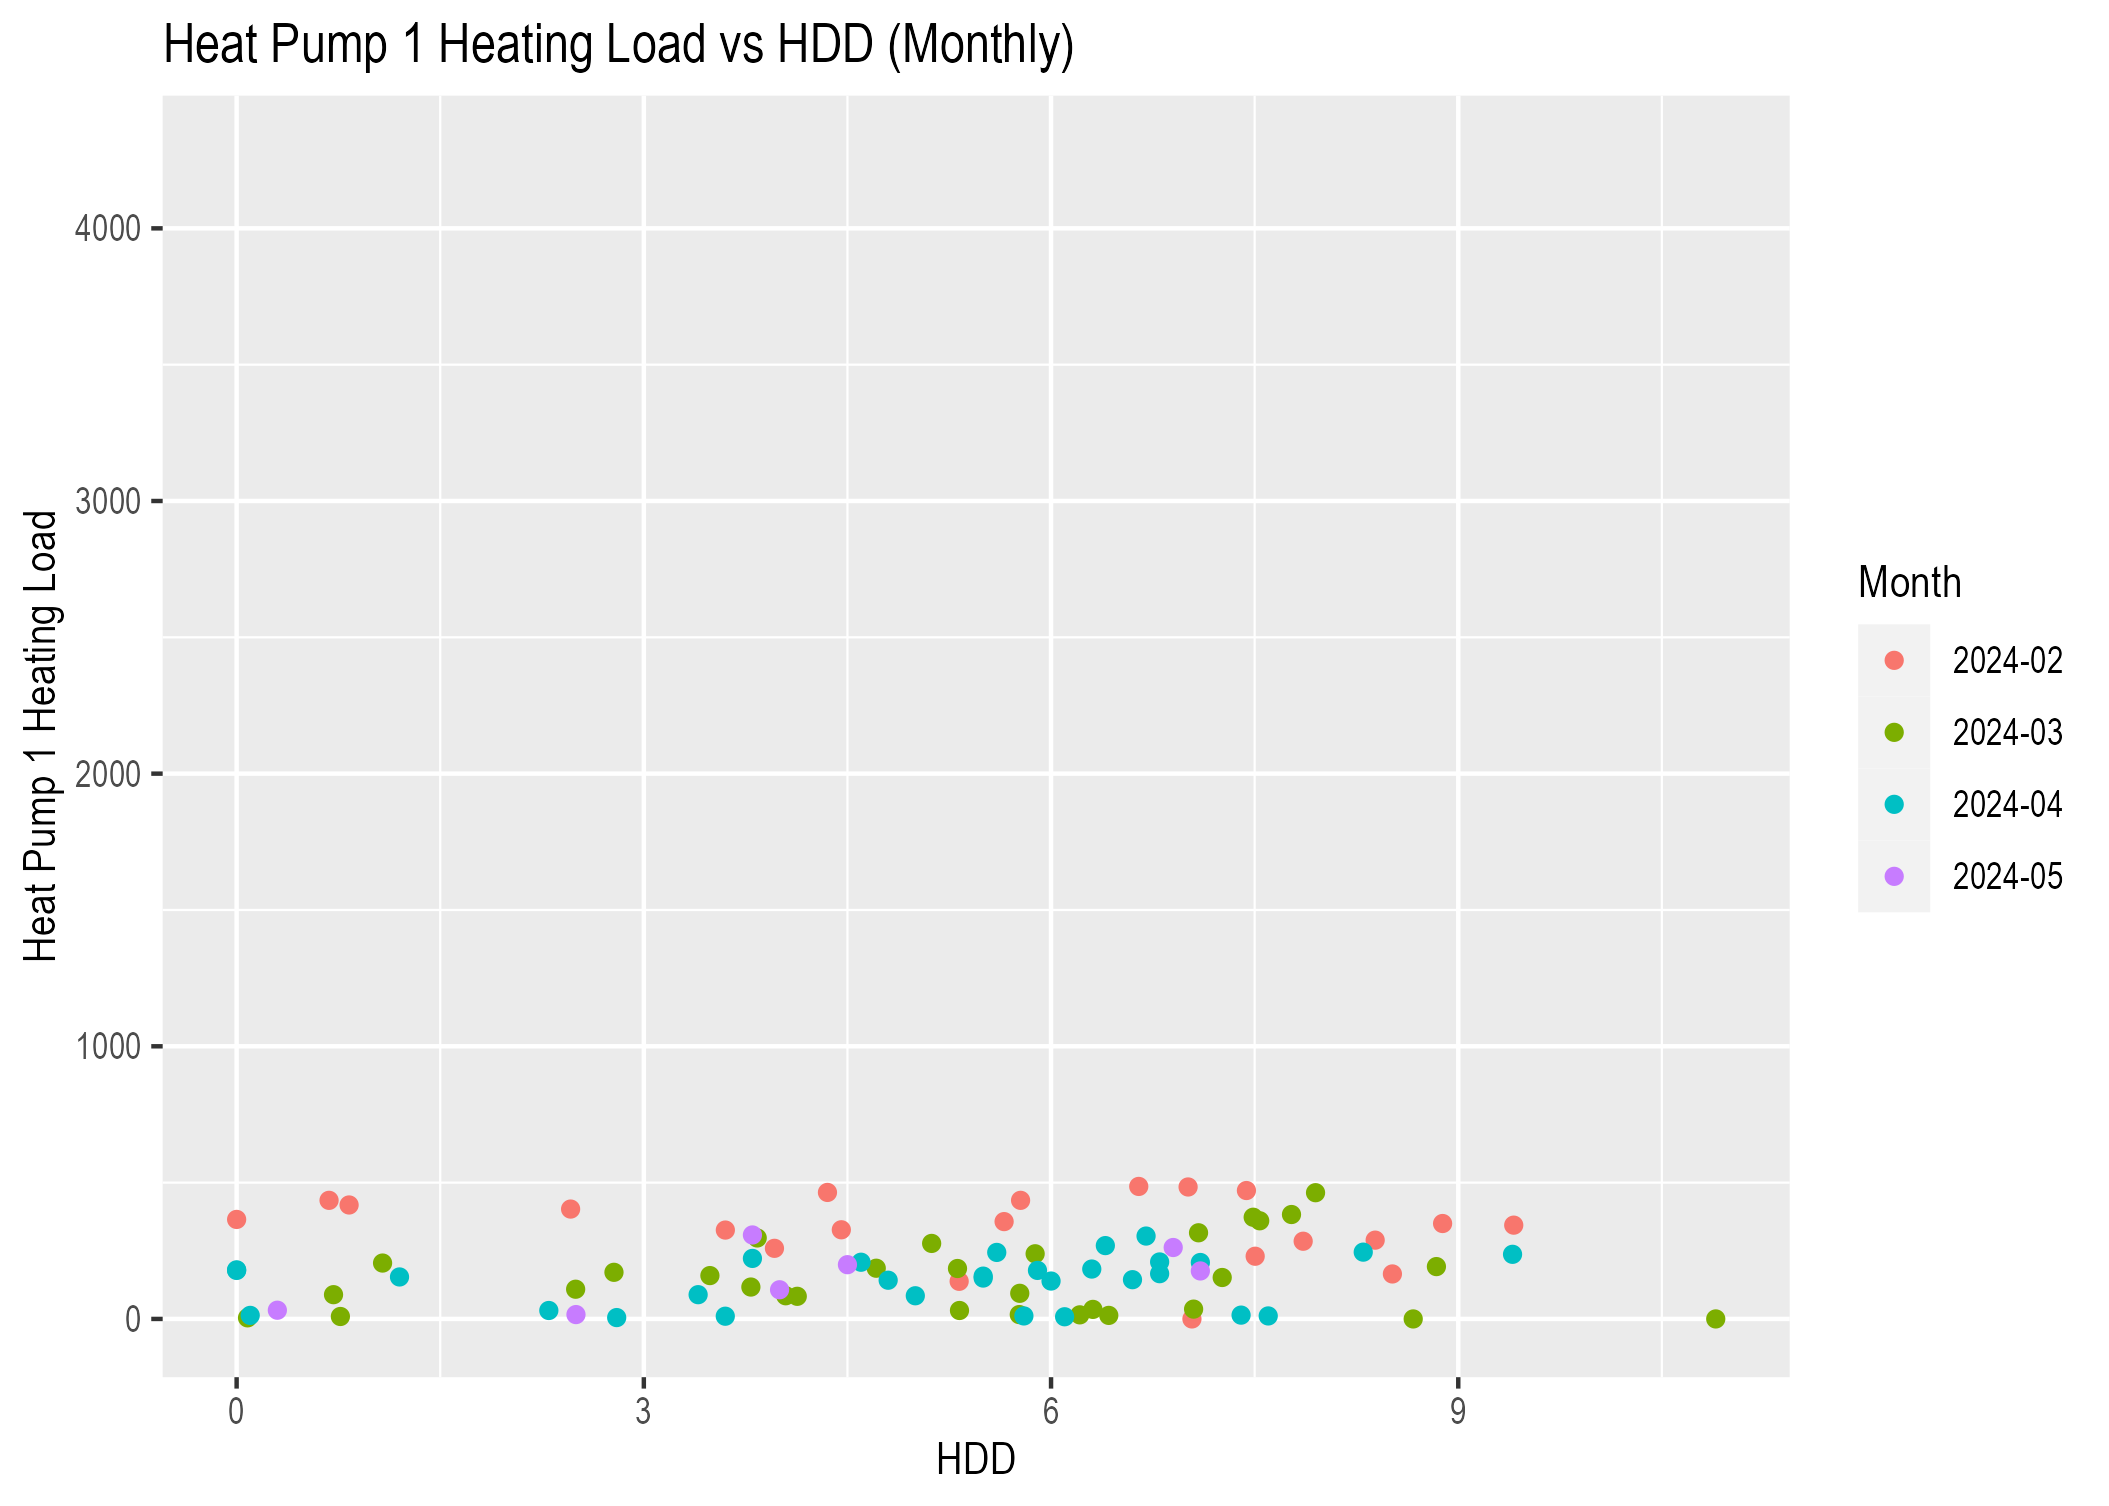 Heat Pump 1 Heating Load vs HDD (Monthly)
Heat Pump 1 Heating Load
4000
3000
2000
1000
0
0 3 6 9
HDD
Month
2024-02
2024-03
2024-04
2024-05